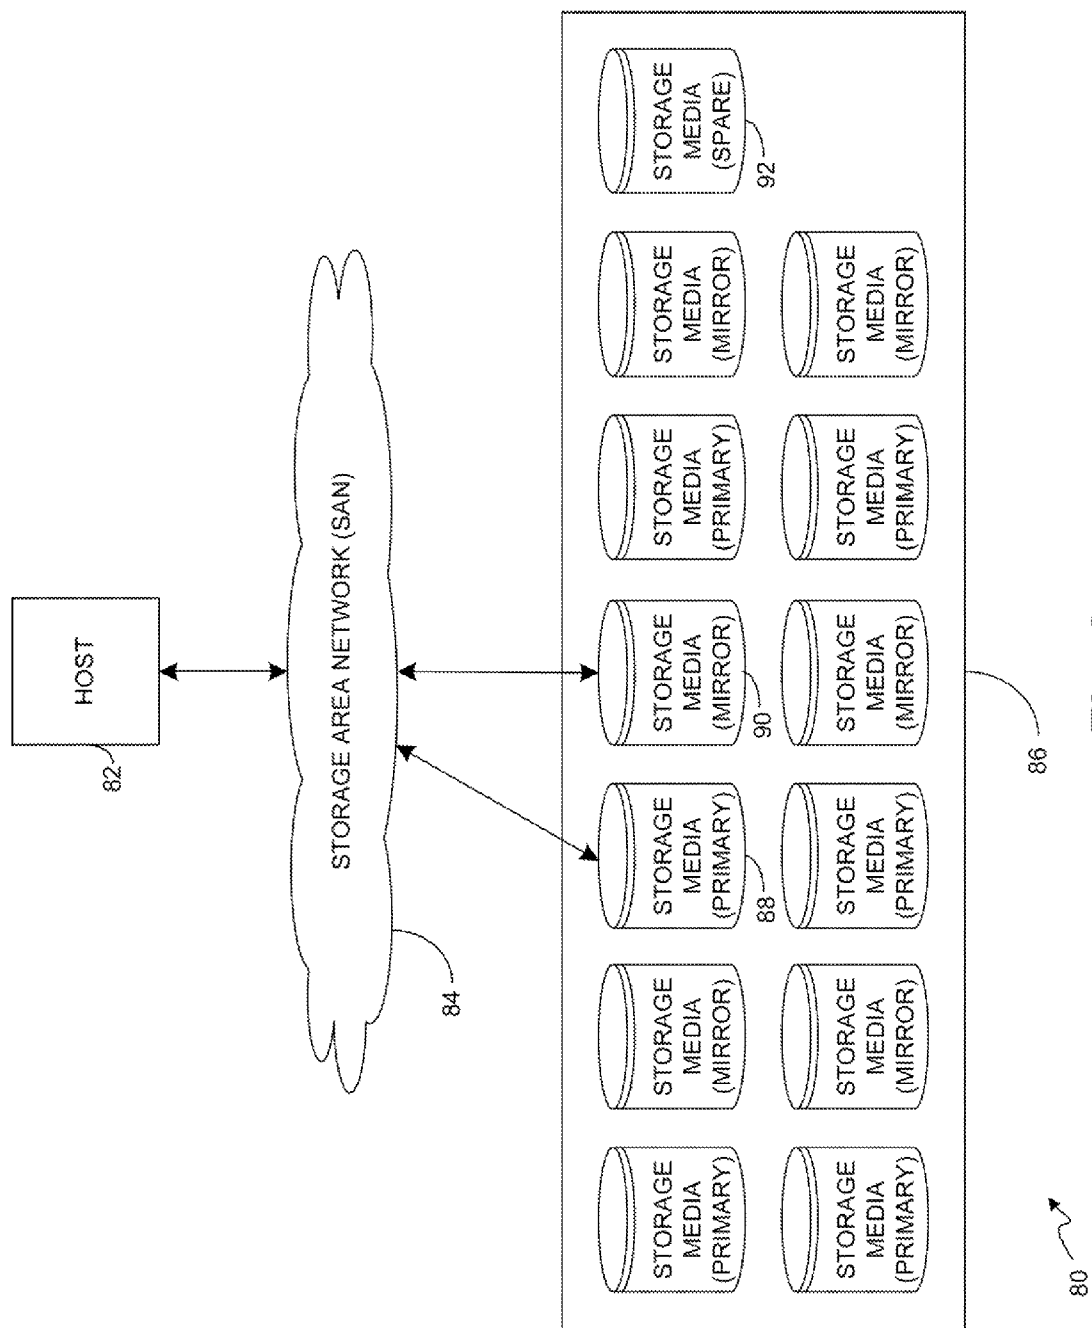 HOST
82
STORAGE AREA NETWORK (SAN)
84
STORAGE
MEDIA
(PRIMARY)
STORAGE
MEDIA
(MIRROR)
STORAGE
MEDIA
(PRIMARY)
88
STORAGE
MEDIA
(MIRROR)
90
STORAGE
MEDIA
(PRIMARY)
STORAGE
MEDIA
(MIRROR)
STORAGE
MEDIA
(SPARE)
92
STORAGE
MEDIA
(PRIMARY)
STORAGE
MEDIA
(MIRROR)
STORAGE
MEDIA
(PRIMARY)
STORAGE
MEDIA
(MIRROR)
STORAGE
MEDIA
(PRIMARY)
STORAGE
MEDIA
(MIRROR)
86
80